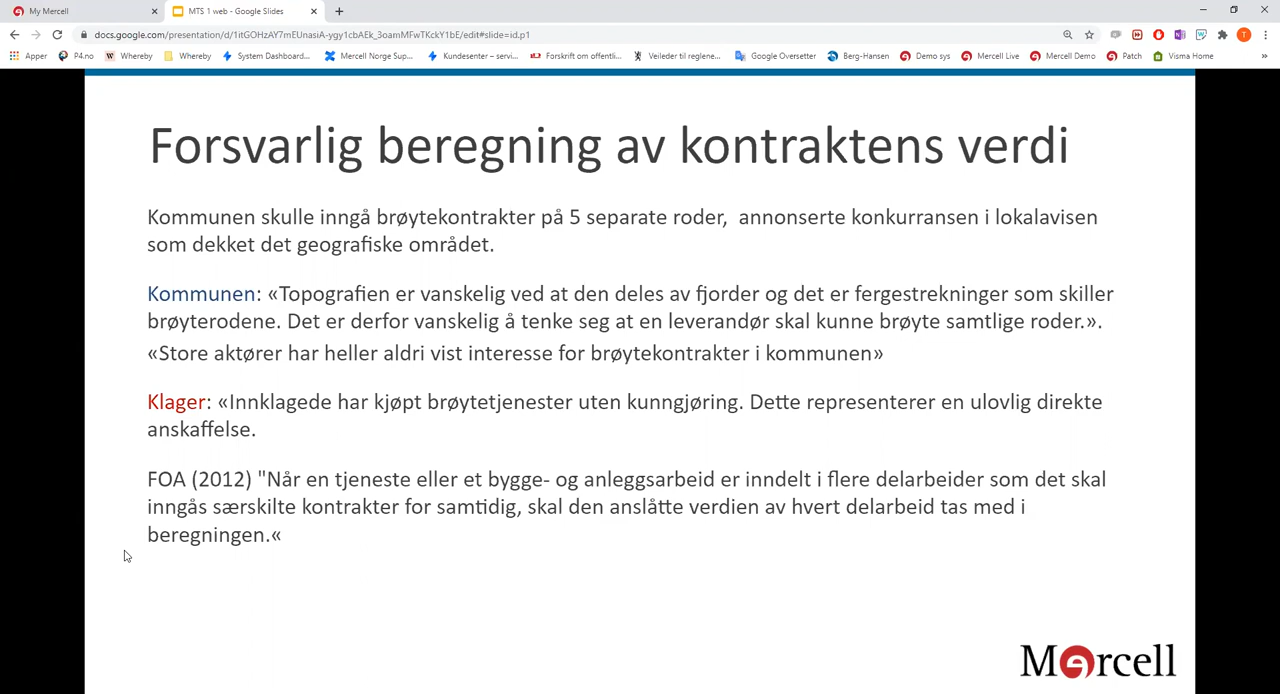 My Mercell
MTS 1 web - Google Slides
docs.google.com/presentation/d/1itGOHzAY7mEUnasiA-ygy1cbAEk_3oamMFwTKckY1bE/edit#slide=id.p1
T
Apper
P4.no
Whereby
Whereby
System Dashboard...
Mercell Norge Sup...
Kundesenter – servi...
Forskrift om offentl...
Veileder til reglene...
Google Oversetter
Berg-Hansen
Demo sys
Mercell Live
Mercell Demo
Patch
Visma Home
Forsvarlig beregning av kontraktens verdi
Kommunen skulle inngå brøytekontrakter på 5 separate roder, annonserte konkurransen i lokalavisen
som dekket det geografiske området.
Kommunen: «Topografien er vanskelig ved at den deles av fjorder og det er fergestrekninger som skiller
brøyterodene. Det er derfor vanskelig å tenke seg at en leverandør skal kunne brøyte samtlige roder.».
«Store aktører har heller aldri vist interesse for brøytekontrakter i kommunen»
Klager: «Innklagede har kjøpt brøytetjenester uten kunngjøring. Dette representerer en ulovlig direkte
anskaffelse.
FOA (2012) "Når en tjeneste eller et bygge- og anleggsarbeid er inndelt i flere delarbeider som det skal
inngås særskilte kontrakter for samtidig, skal den anslåtte verdien av hvert delarbeid tas med i
beregningen.«
Mercell